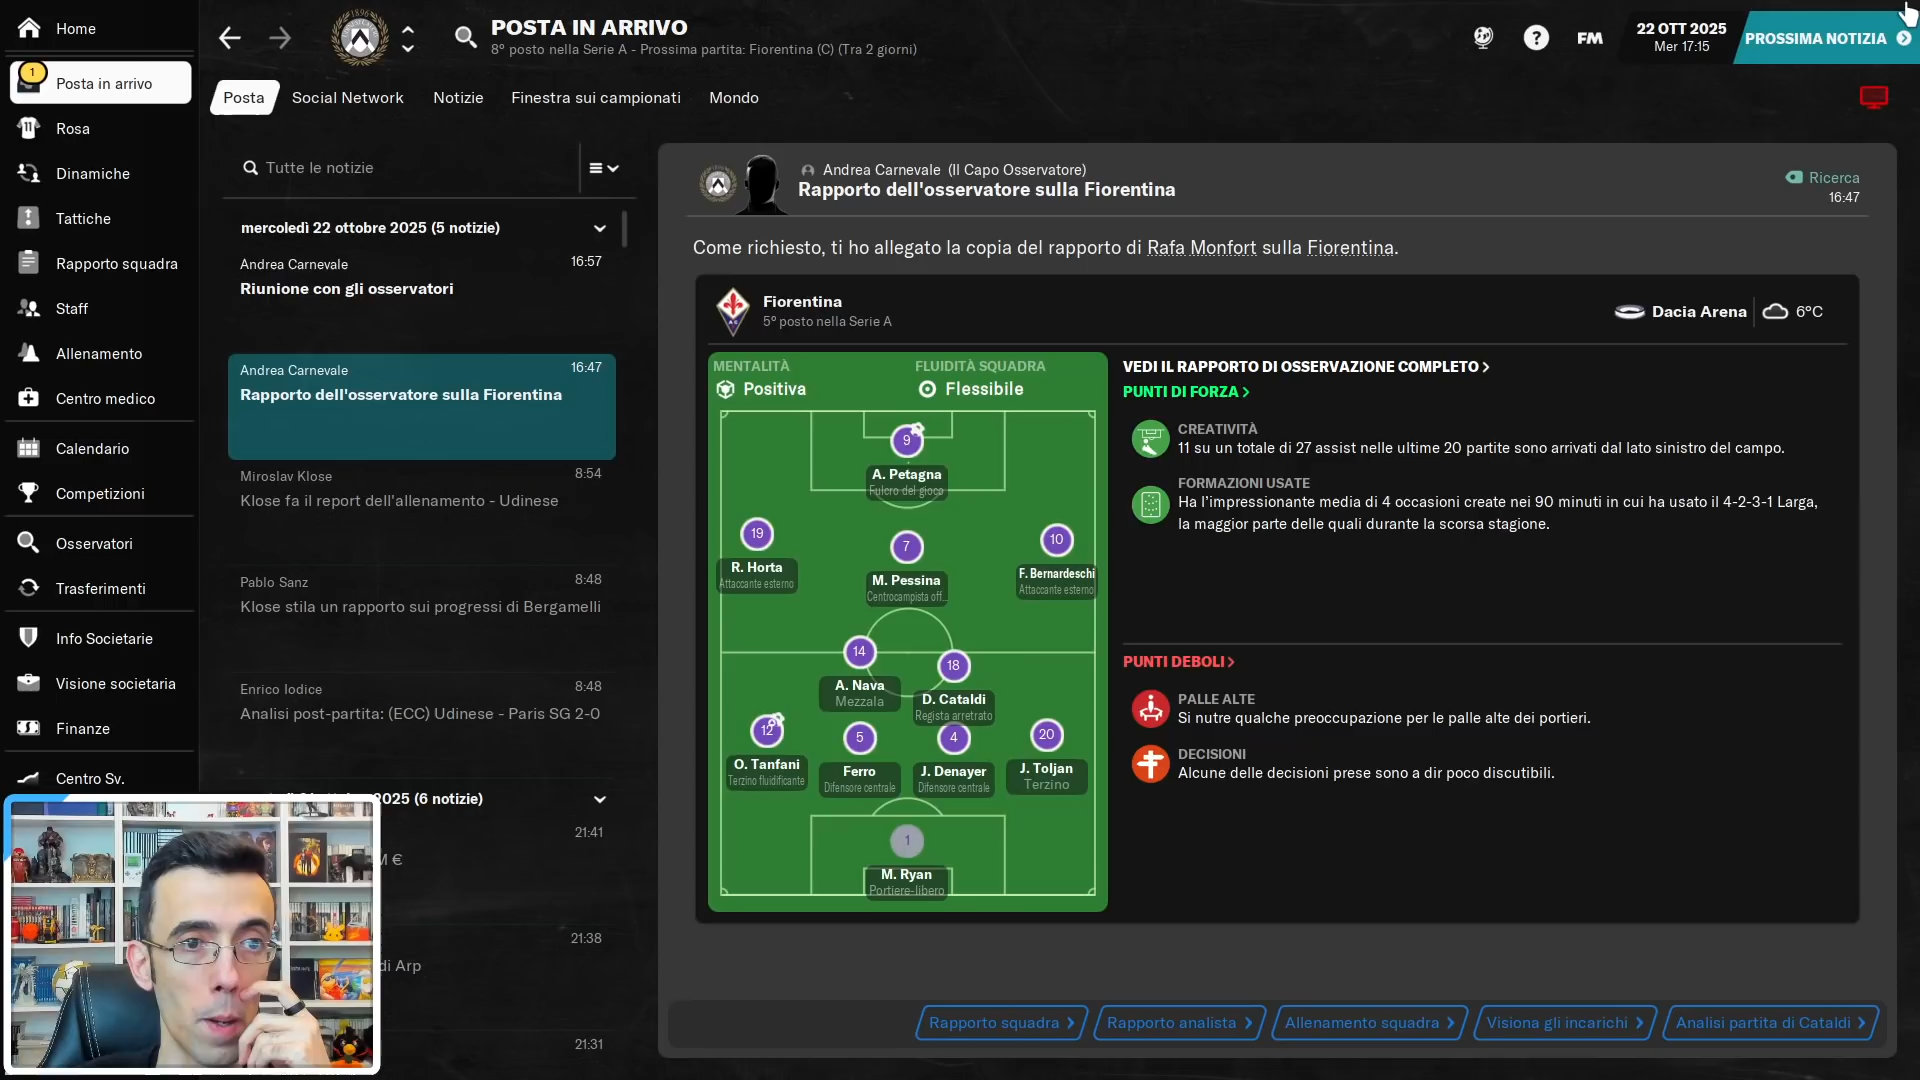 Home
1
Posta in arrivo
Rosa
Dinamiche
Tattiche
Rapporto squadra
Staff
Allenamento
Centro medico
Calendario
Competizioni
Osservatori
Trasferimenti
Info Societarie
Visione societaria
Finanze
Centro Sv.
POSTA IN ARRIVO
8° posto nella Serie A - Prossima partita: Fiorentina (C) (Tra 2 giorni)
FM
22 OTT 2025
Mer 17:15
PROSSIMA NOTIZIA
Posta
Social Network
Notizie
Finestra sui campionati
Mondo
Tutte le notizie
mercoledì 22 ottobre 2025 (5 notizie)
Andrea Carnevale 16:57
Riunione con gli osservatori
Andrea Carnevale 16:47
Rapporto dell'osservatore sulla Fiorentina
Miroslav Klose 8:54
Klose fa il report dell'allenamento - Udinese
Pablo Sanz 8:48
Klose stila un rapporto sui progressi di Bergamelli
Enrico Iodice 8:48
Analisi post-partita: (ECC) Udinese - Paris SG 2-0
2025 (6 notizie)
21:41
M €
21:38
di Arp
21:31
Andrea Carnevale (Il Capo Osservatore)
Rapporto dell'osservatore sulla Fiorentina
Ricerca
16:47
Come richiesto, ti ho allegato la copia del rapporto di Rafa Monfort sulla Fiorentina.
Fiorentina
5° posto nella Serie A
Dacia Arena
6°C
MENTALITÀ
Positiva
FLUIDITÀ SQUADRA
Flessibile
9
A. Petagna
Fulcro del gioco
19
R. Horta
Attaccante esterno
7
M. Pessina
Centrocampista off...
10
F. Bernardeschi
Attaccante esterno
14
A. Nava
Mezzala
18
D. Cataldi
Regista arretrato
12
O. Tanfani
Terzino fluidificante
5
Ferro
Difensore centrale
4
J. Denayer
Difensore centrale
20
J. Toljan
Terzino
1
M. Ryan
Portiere-libero
VEDI IL RAPPORTO DI OSSERVAZIONE COMPLETO
PUNTI DI FORZA
CREATIVITÀ
11 su un totale di 27 assist nelle ultime 20 partite sono arrivati dal lato sinistro del campo.
FORMAZIONI USATE
Ha l'impressionante media di 4 occasioni create nei 90 minuti in cui ha usato il 4-2-3-1 Larga,
la maggior parte delle quali durante la scorsa stagione.
PUNTI DEBOLI
PALLE ALTE
Si nutre qualche preoccupazione per le palle alte dei portieri.
DECISIONI
Alcune delle decisioni prese sono a dir poco discutibili.
Rapporto squadra
Rapporto analista
Allenamento squadra
Visiona gli incarichi
Analisi partita di Cataldi